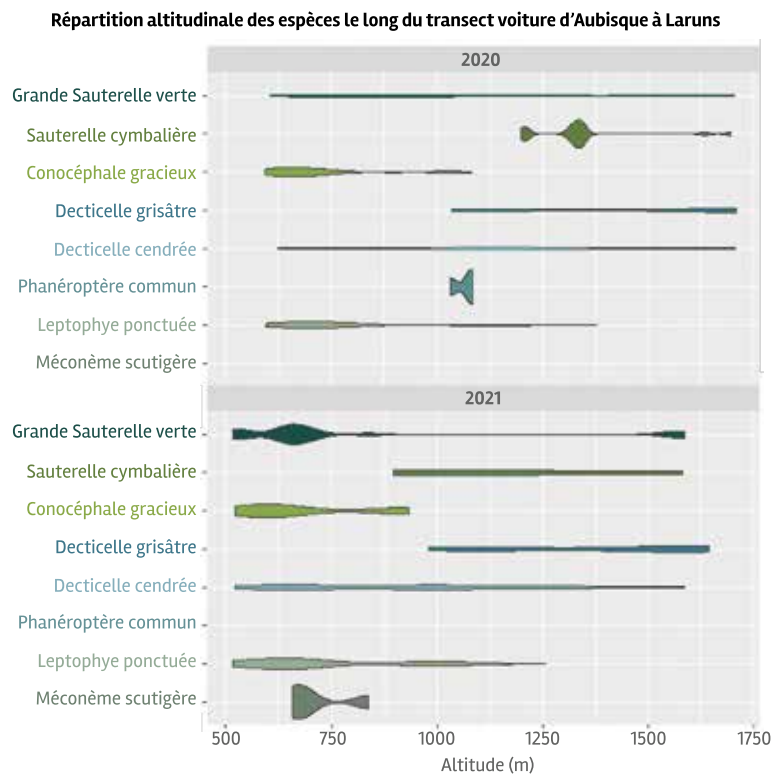 Répartition altitudinale des espèces le long du transect voiture d’Aubisque à Laruns
2020
Grande Sauterelle verte
Sauterelle cymbalière
Conocéphale gracieux
Decticelle grisâtre
Decticelle cendrée
Phanéroptère commun
Leptophye ponctuée
Méconème scutigère
2021
Grande Sauterelle verte
Sauterelle cymbalière
Conocéphale gracieux
Decticelle grisâtre
Decticelle cendrée
Phanéroptère commun
Leptophye ponctuée
Méconème scutigère
500 750 1000 1250 1500 1750
Altitude (m)